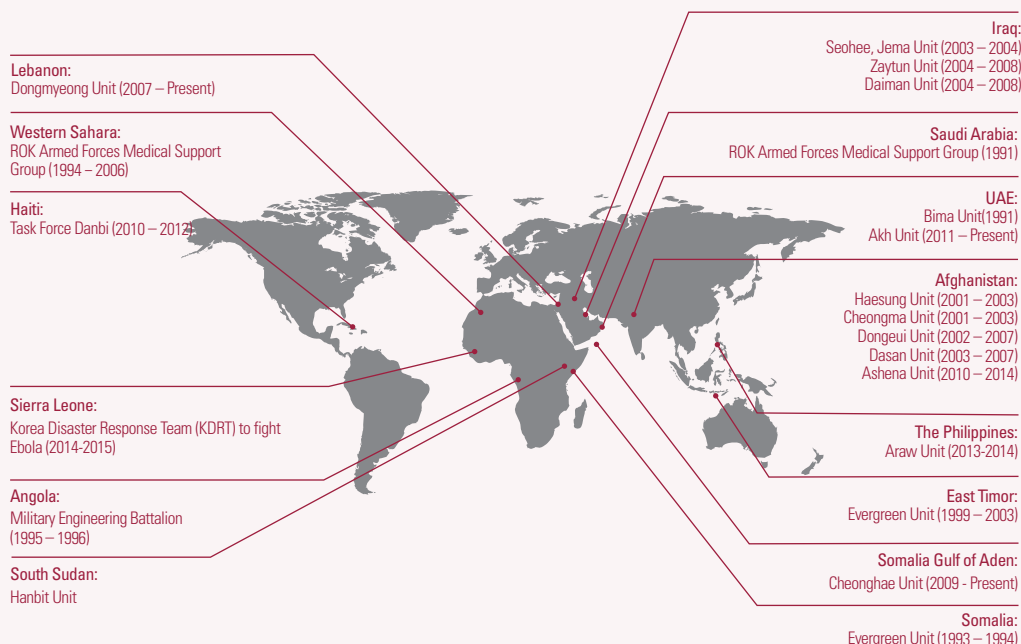 Lebanon:
Dongmyeong Unit (2007 – Present)
Western Sahara:
ROK Armed Forces Medical Support
Group (1994 – 2006)
Haiti:
Task Force Danbi (2010 – 2012)
Sierra Leone:
Korea Disaster Response Team (KDRT) to fight
Ebola (2014-2015)
Angola:
Military Engineering Battalion
(1995 – 1996)
South Sudan:
Hanbit Unit
Iraq:
Seohee, Jema Unit (2003 – 2004)
Zaytun Unit (2004 – 2008)
Daiman Unit (2004 – 2008)
Saudi Arabia:
ROK Armed Forces Medical Support Group (1991)
UAE:
Bima Unit(1991)
Akh Unit (2011 – Present)
Afghanistan:
Haesung Unit (2001 – 2003)
Cheongma Unit (2001 – 2003)
Dongeui Unit (2002 – 2007)
Dasan Unit (2003 – 2007)
Ashena Unit (2010 – 2014)
The Philippines:
Araw Unit (2013-2014)
East Timor:
Evergreen Unit (1999 – 2003)
Somalia Gulf of Aden:
Cheonghae Unit (2009 - Present)
Somalia:
Evergreen Unit (1993 – 1994)